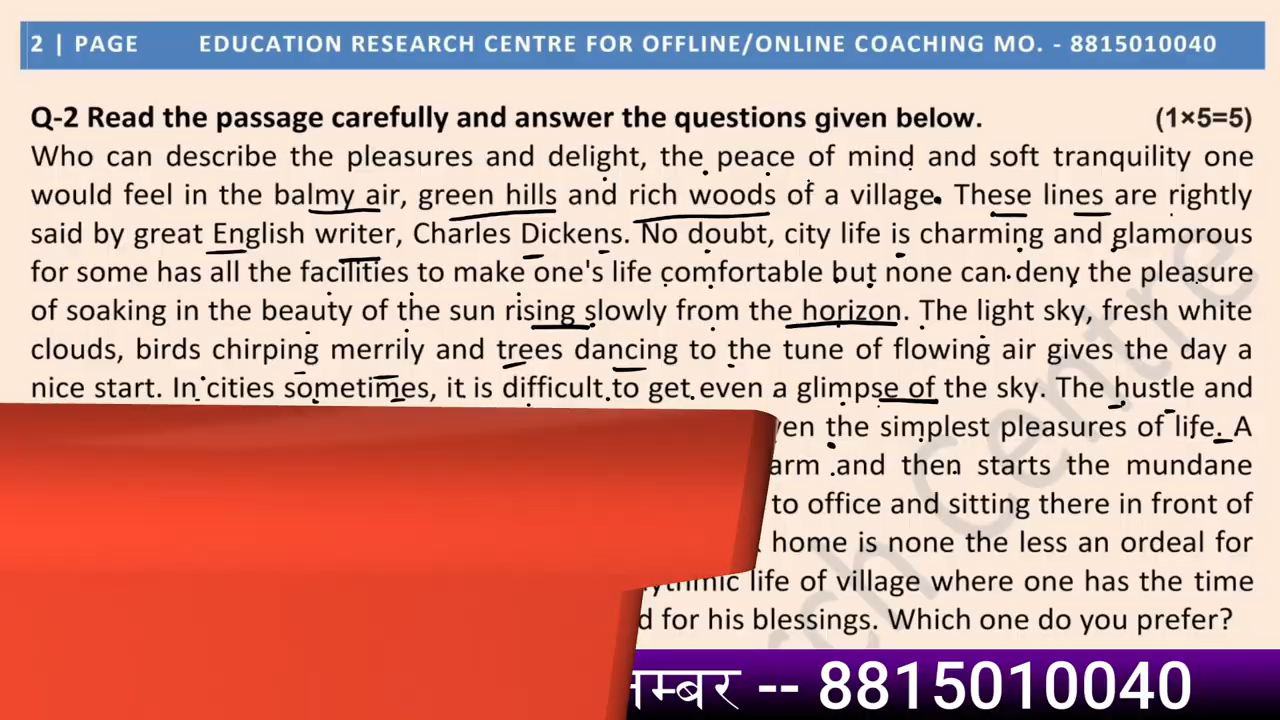 2 | PAGE EDUCATION RESEARCH CENTRE FOR OFFLINE/ONLINE COACHING MO. - 8815010040
Q-2 Read the passage carefully and answer the questions given below. (1×5=5)
Who can describe the pleasures and delight, the peace of mind and soft tranquility one
would feel in the balmy air, green hills and rich woods of a village. These lines are rightly
said by great English writer, Charles Dickens. No doubt, city life is charming and glamorous
for some has all the facilities to make one's life comfortable but none can deny the pleasure
of soaking in the beauty of the sun rising slowly from the horizon. The light sky, fresh white
clouds, birds chirping merrily and trees dancing to the tune of flowing air gives the day a
nice start. In cities sometimes, it is difficult to get even a glimpse of the sky. The hustle and
the simplest pleasures of life. A
and then starts the mundane
to office and sitting there in front of
home is none the less an ordeal for
life of village where one has the time
for his blessings. Which one do you prefer?
-- 8815010040